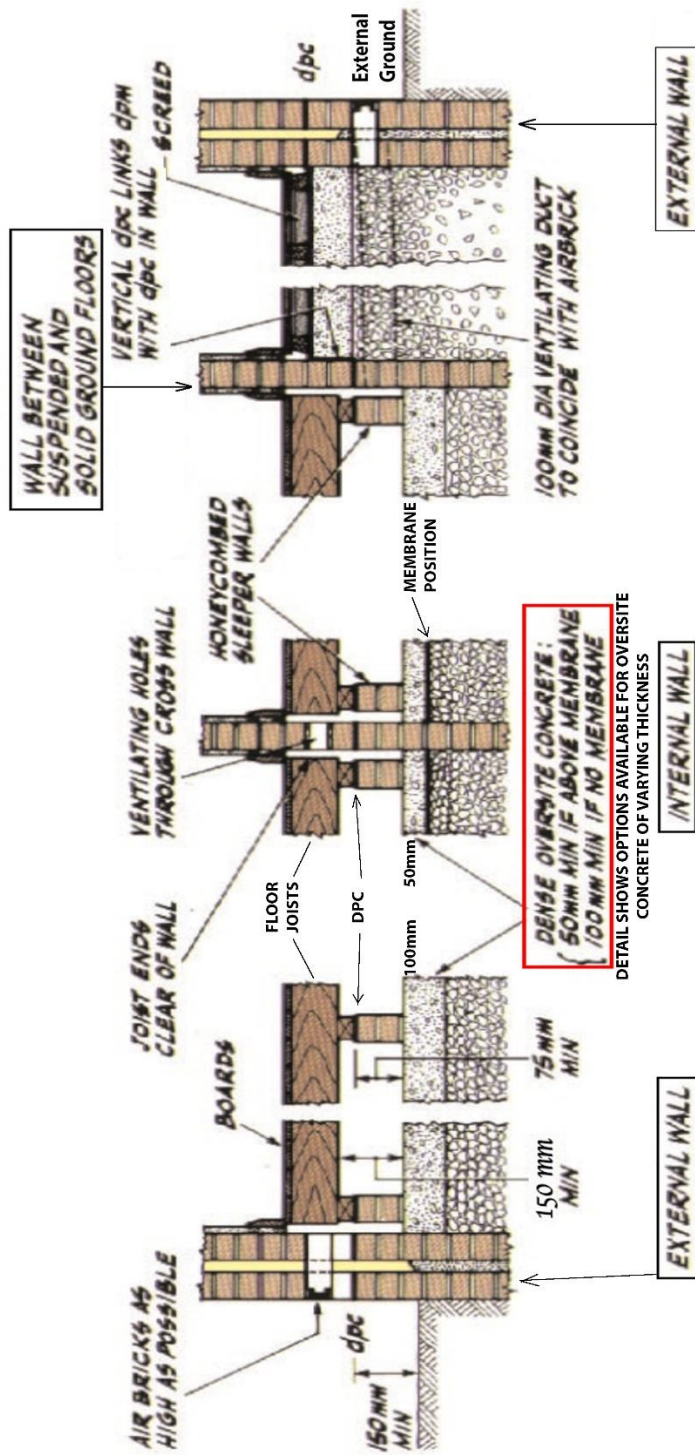 AIR BRICKS AS
HIGH AS POSSIBLE
dpc
150MM
MIN
BOARDS
JOIST ENDS
CLEAR OF WALL
VENTILATING HOLES
THROUGH CROSS WALL
WALL BETWEEN
SUSPENDED AND
SOLID GROUND FLOORS
VERTICAL dpc LINKS dpm
WITH dpc IN WALL
SCREED
dpc
External
Ground
FLOOR
JOISTS
DPC
HONEYCOMBED
SLEEPER WALLS
MEMBRANE
POSITION
100mm
50mm
150 mm
MIN
75MM
MIN
DENSE OVERSITE CONCRETE:
50MM MIN IF ABOVE MEMBRANE
100MM MIN IF NO MEMBRANE
DETAIL SHOWS OPTIONS AVAILABLE FOR OVERSITE
CONCRETE OF VARYING THICKNESS
100MM DIA VENTILATING DUCT
TO COINCIDE WITH AIRBRICK
EXTERNAL WALL
INTERNAL WALL
EXTERNAL WALL